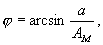 φ = arcsin a / A_M ,